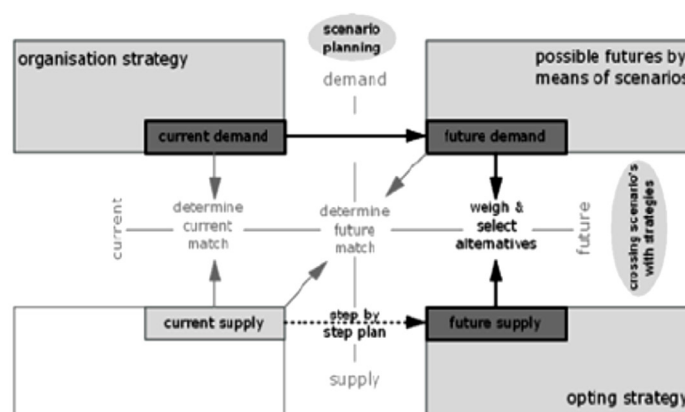 scenario
planning
organisation strategy
possible futures by
means of scenarios
demand
current demand
future demand
current
determine
current
match
determine
future
match
weigh &
select
alternatives
future
crossing scenario's
with strategies
current supply
step by
step plan
future supply
supply
opting strategy